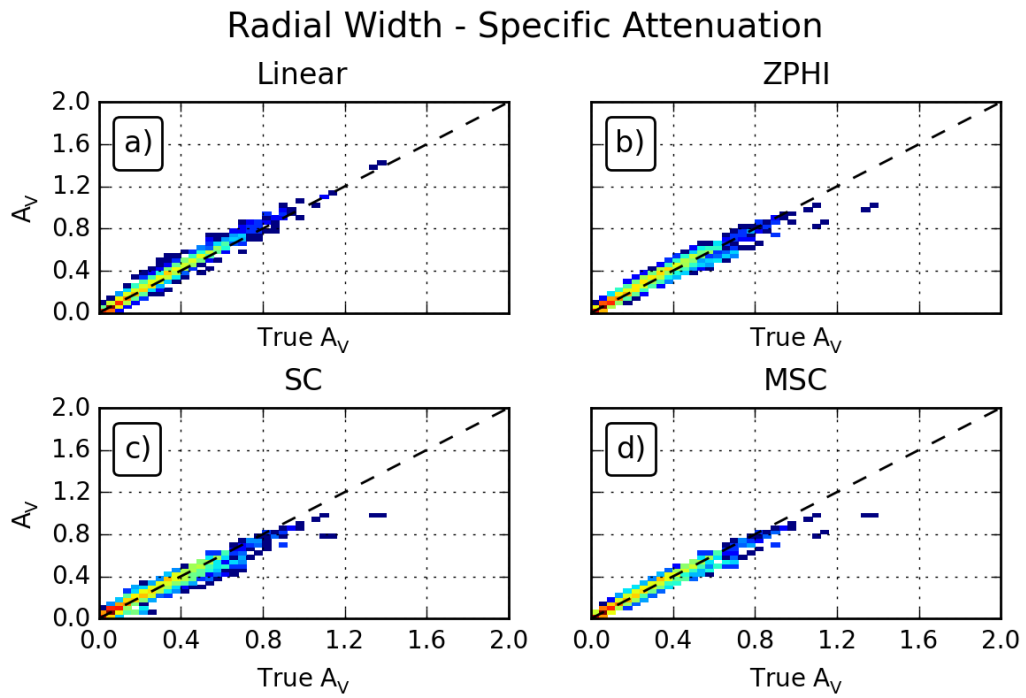 Radial Width - Specific Attenuation
Linear
ZPHI
2.0
1.6
1.2
0.8
0.4
0.0
A_V
a)
b)
True A_V
True A_V
SC
MSC
2.0
1.6
1.2
0.8
0.4
0.0
A_V
c)
d)
0.0 0.4 0.8 1.2 1.6 2.0
0.0 0.4 0.8 1.2 1.6 2.0
True A_V
True A_V